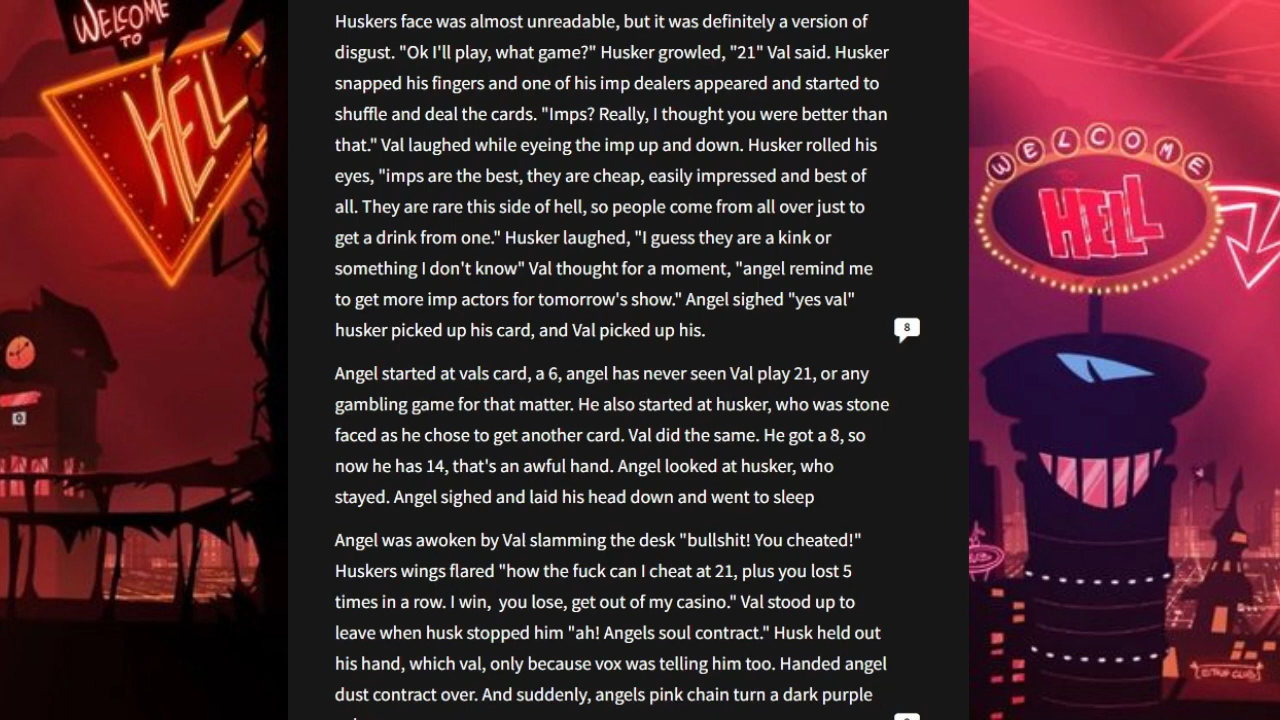 WELCOME
TO
HELL
Huskers face was almost unreadable, but it was definitely a version of
disgust. "Ok I'll play, what game?" Husker growled, "21" Val said. Husker
snapped his fingers and one of his imp dealers appeared and started to
shuffle and deal the cards. "Imps? Really, I thought you were better than
that." Val laughed while eyeing the imp up and down. Husker rolled his
eyes, "imps are the best, they are cheap, easily impressed and best of
all. They are rare this side of hell, so people come from all over just to
get a drink from one." Husker laughed, "I guess they are a kink or
something I don't know" Val thought for a moment, "angel remind me
to get more imp actors for tomorrow's show." Angel sighed "yes val"
husker picked up his card, and Val picked up his.
8
Angel started at vals card, a 6, angel has never seen Val play 21, or any
gambling game for that matter. He also started at husker, who was stone
faced as he chose to get another card. Val did the same. He got a 8, so
now he has 14, that's an awful hand. Angel looked at husker, who
stayed. Angel sighed and laid his head down and went to sleep
Angel was awoken by Val slamming the desk "bullshit! You cheated!"
Huskers wings flared "how the fuck can I cheat at 21, plus you lost 5
times in a row. I win,  you lose, get out of my casino." Val stood up to
leave when husk stopped him "ah! Angels soul contract." Husk held out
his hand, which val, only because vox was telling him too. Handed angel
dust contract over. And suddenly, angels pink chain turn a dark purple
WELCOME
HELL